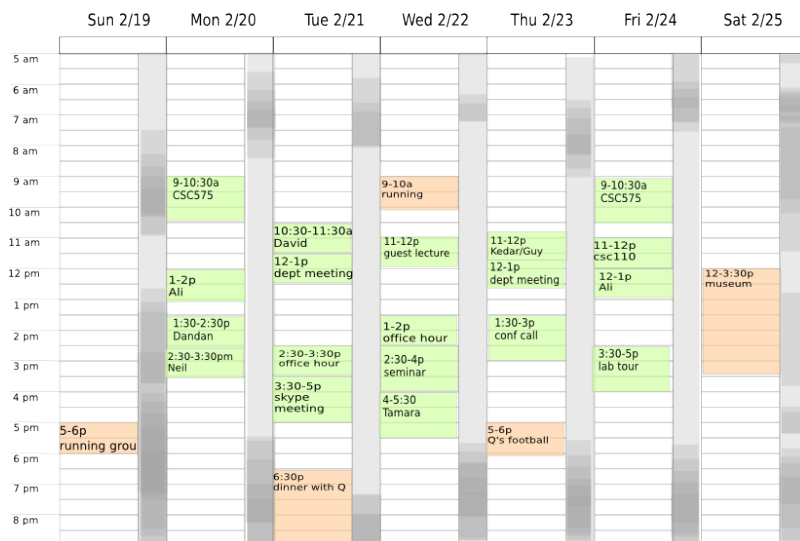 Sun 2/19
Mon 2/20
Tue 2/21
Wed 2/22
Thu 2/23
Fri 2/24
Sat 2/25
5 am
6 am
7 am
8 am
9 am
10 am
11 am
12 pm
1 pm
2 pm
3 pm
4 pm
5 pm
6 pm
7 pm
8 pm
5-6p
running grou
9-10:30a
CSC575
1-2p
Ali
1:30-2:30p
Dandan
2:30-3:30pm
Neil
10:30-11:30a
David
12-1p
dept meeting
2:30-3:30p
office hour
3:30-5p
skype
meeting
6:30p
dinner with Q
9-10a
running
11-12p
guest lecture
1-2p
office hour
2:30-4p
seminar
4-5:30
Tamara
11-12p
Kedar/Guy
12-1p
dept meeting
1:30-3p
conf call
5-6p
Q's football
9-10:30a
CSC575
11-12p
csc110
12-1p
Ali
3:30-5p
lab tour
12-3:30p
museum